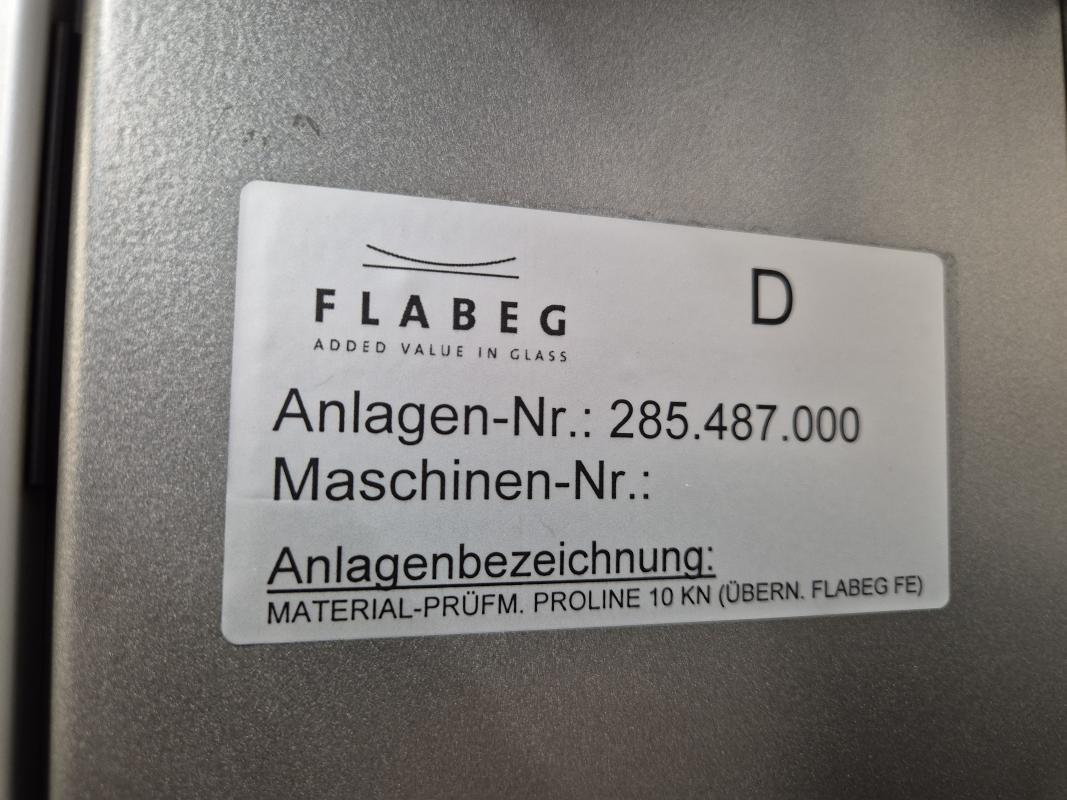 FLABEG
D
ADDED VALUE IN GLASS
Anlagen-Nr.: 285.487.000
Maschinen-Nr.:
Anlagenbezeichnung:
MATERIAL-PRÜFM. PROLINE 10 KN (ÜBERN. FLABEG FE)